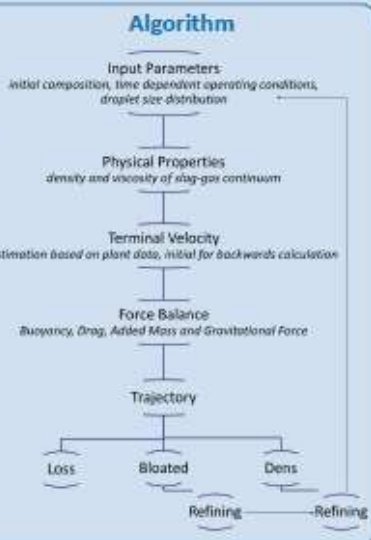 Algorithm
Input Parameters
initial composition, time dependent operating conditions,
droplet size distribution
Physical Properties
density and viscosity of slag-gas continuum
Terminal Velocity
stimation based on plant data, initial for backwards calculation
Force Balance
Buoyancy, Drag, Added Mass and Gravitational Force
Trajectory
Loss Bloated Dens
Refining Refining